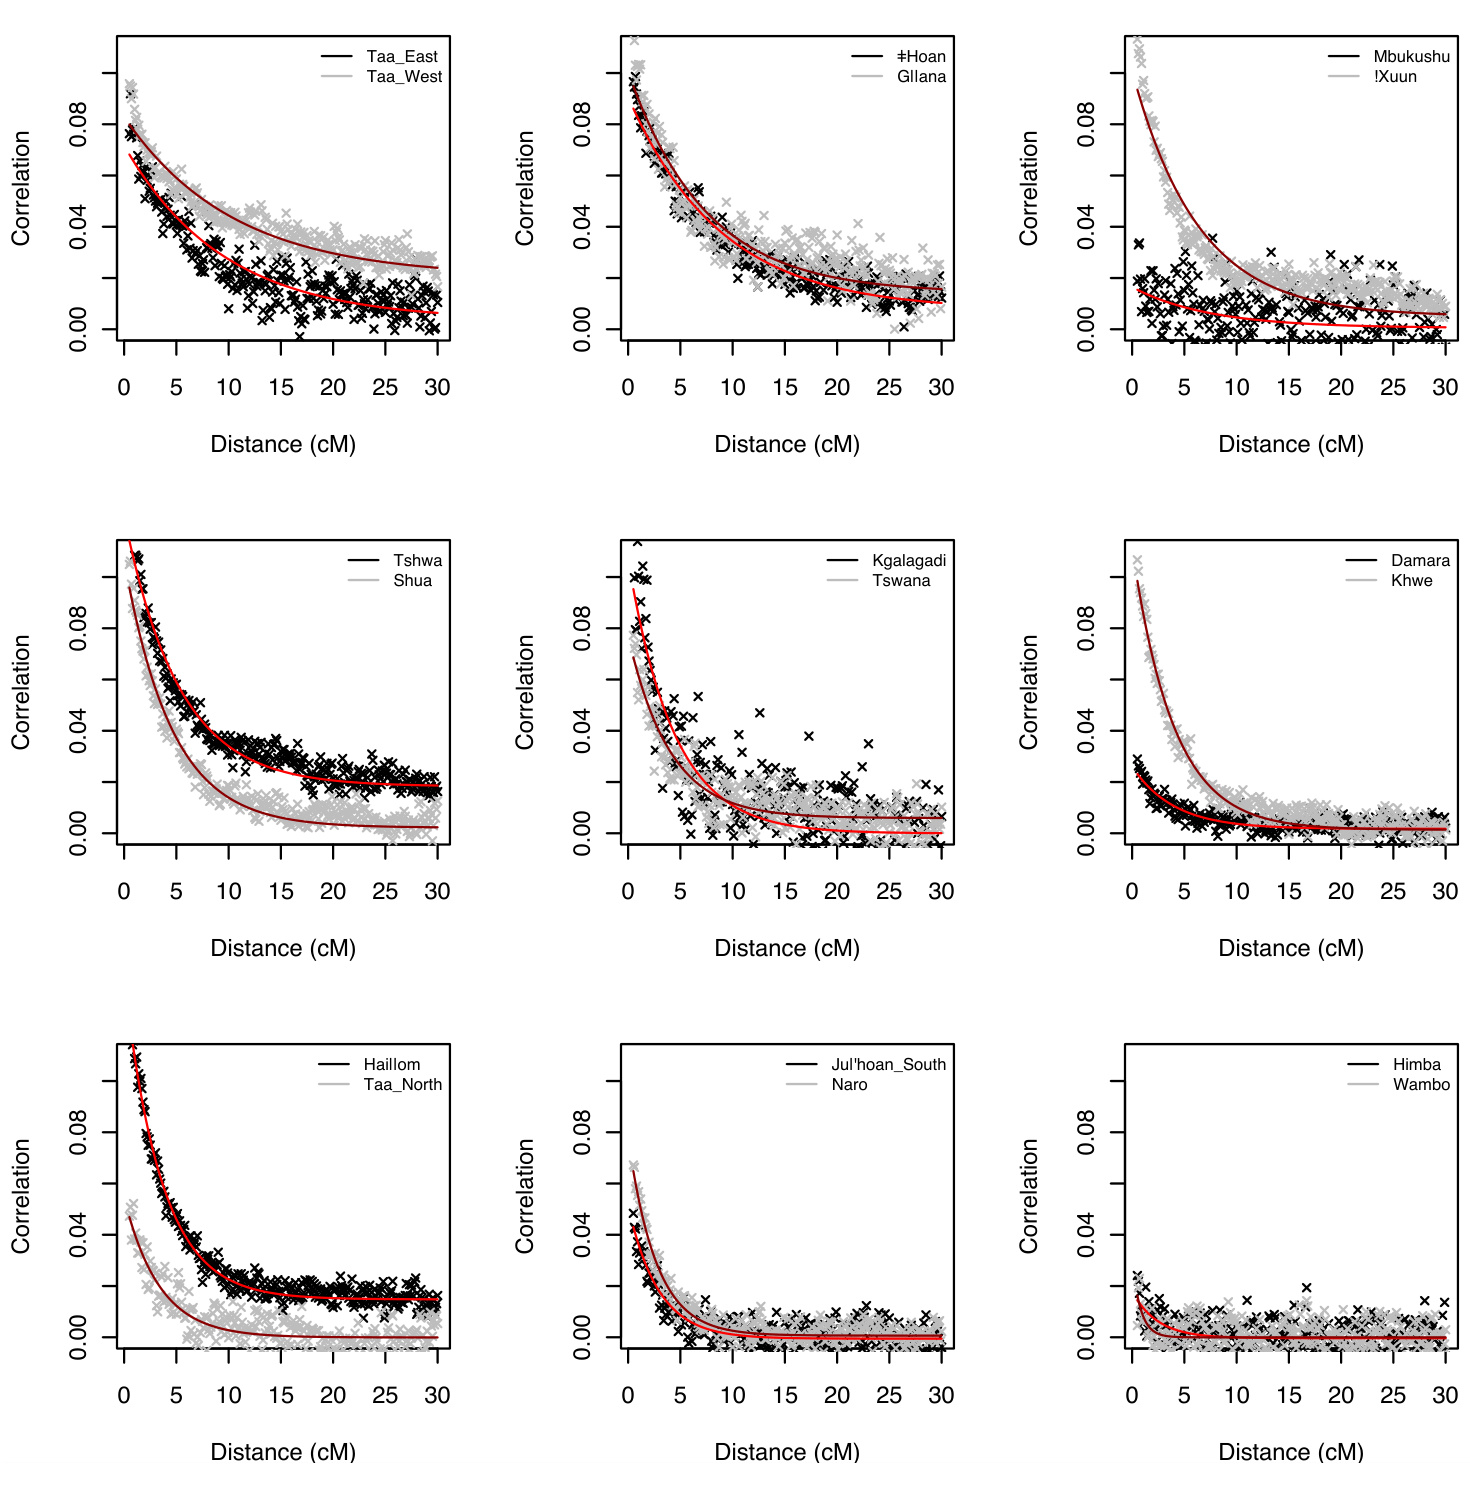 Taa_East
Taa_West
Correlation
0.00 0.04 0.08
0 5 10 15 20 25 30
Distance (cM)
ǂHoan
GIIana
Correlation
0.00 0.04 0.08
0 5 10 15 20 25 30
Distance (cM)
Mbukushu
!Xuun
Correlation
0.00 0.04 0.08
0 5 10 15 20 25 30
Distance (cM)
Tshwa
Shua
Correlation
0.00 0.04 0.08
0 5 10 15 20 25 30
Distance (cM)
Kgalagadi
Tswana
Correlation
0.00 0.04 0.08
0 5 10 15 20 25 30
Distance (cM)
Damara
Khwe
Correlation
0.00 0.04 0.08
0 5 10 15 20 25 30
Distance (cM)
HaiIIom
Taa_North
Correlation
0.00 0.04 0.08
0 5 10 15 20 25 30
Distance (cM)
JuI'hoan_South
Naro
Correlation
0.00 0.04 0.08
0 5 10 15 20 25 30
Distance (cM)
Himba
Wambo
Correlation
0.00 0.04 0.08
0 5 10 15 20 25 30
Distance (cM)